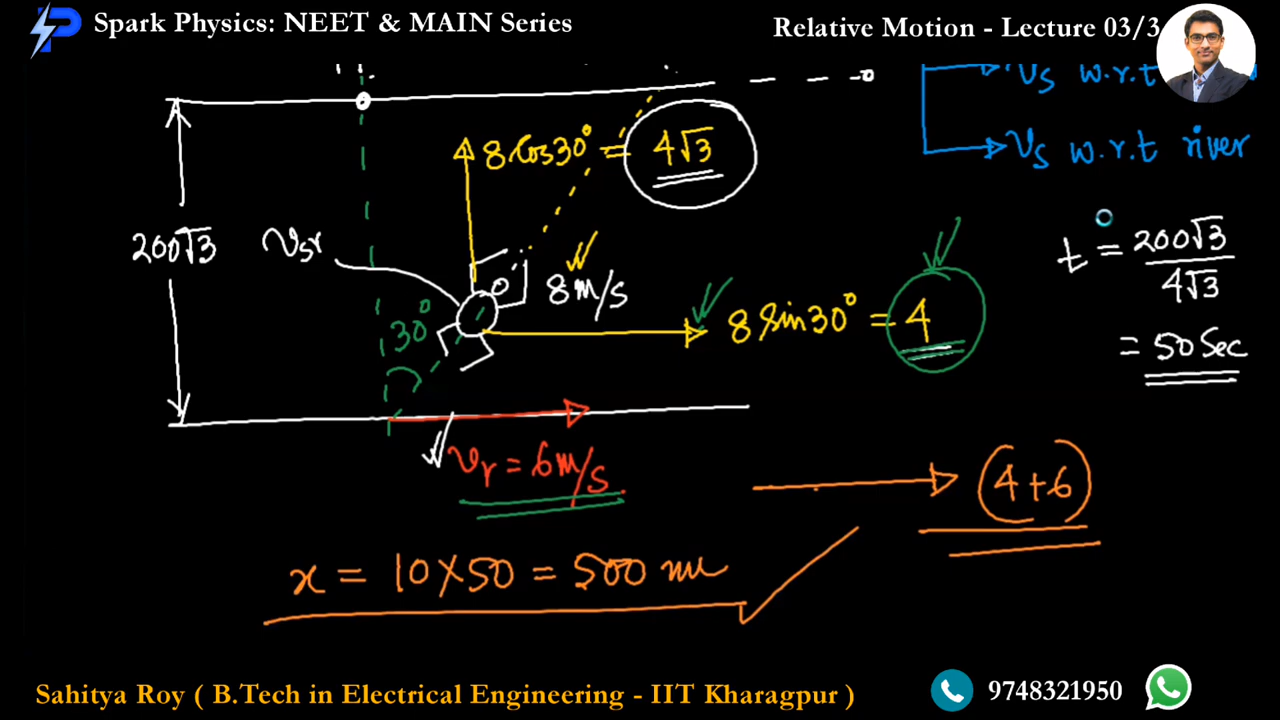 Spark Physics: NEET & MAIN Series
Relative Motion - Lecture 03/3
Vs w.r.t
8 cos30° = 4√3
Vs w.r.t river
200√3
Vsr
8m/s
t = 200√3 / 4√3
30°
8 sin30° = 4
= 50 Sec
Vr = 6m/s
(4+6)
x = 10×50 = 500 m
Sahitya Roy ( B.Tech in Electrical Engineering - IIT Kharagpur )
9748321950